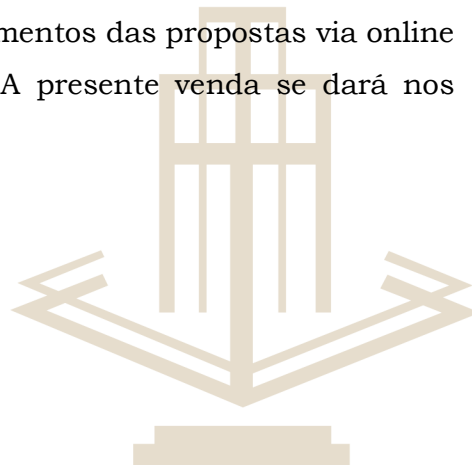 mentos das propostas via online
A presente venda se dará nos